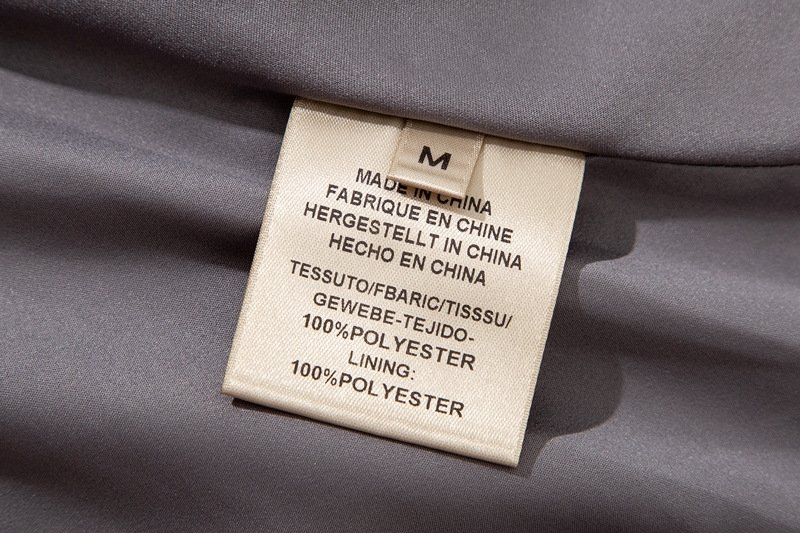 M
MADE IN CHINA
FABRIQUE EN CHINE
HERGESTELLT IN CHINA
HECHO EN CHINA
TESSUTO/FBARIC/TISSSU/
GEWEBE-TEJIDO-
100%POLYESTER
LINING:
100%POLYESTER